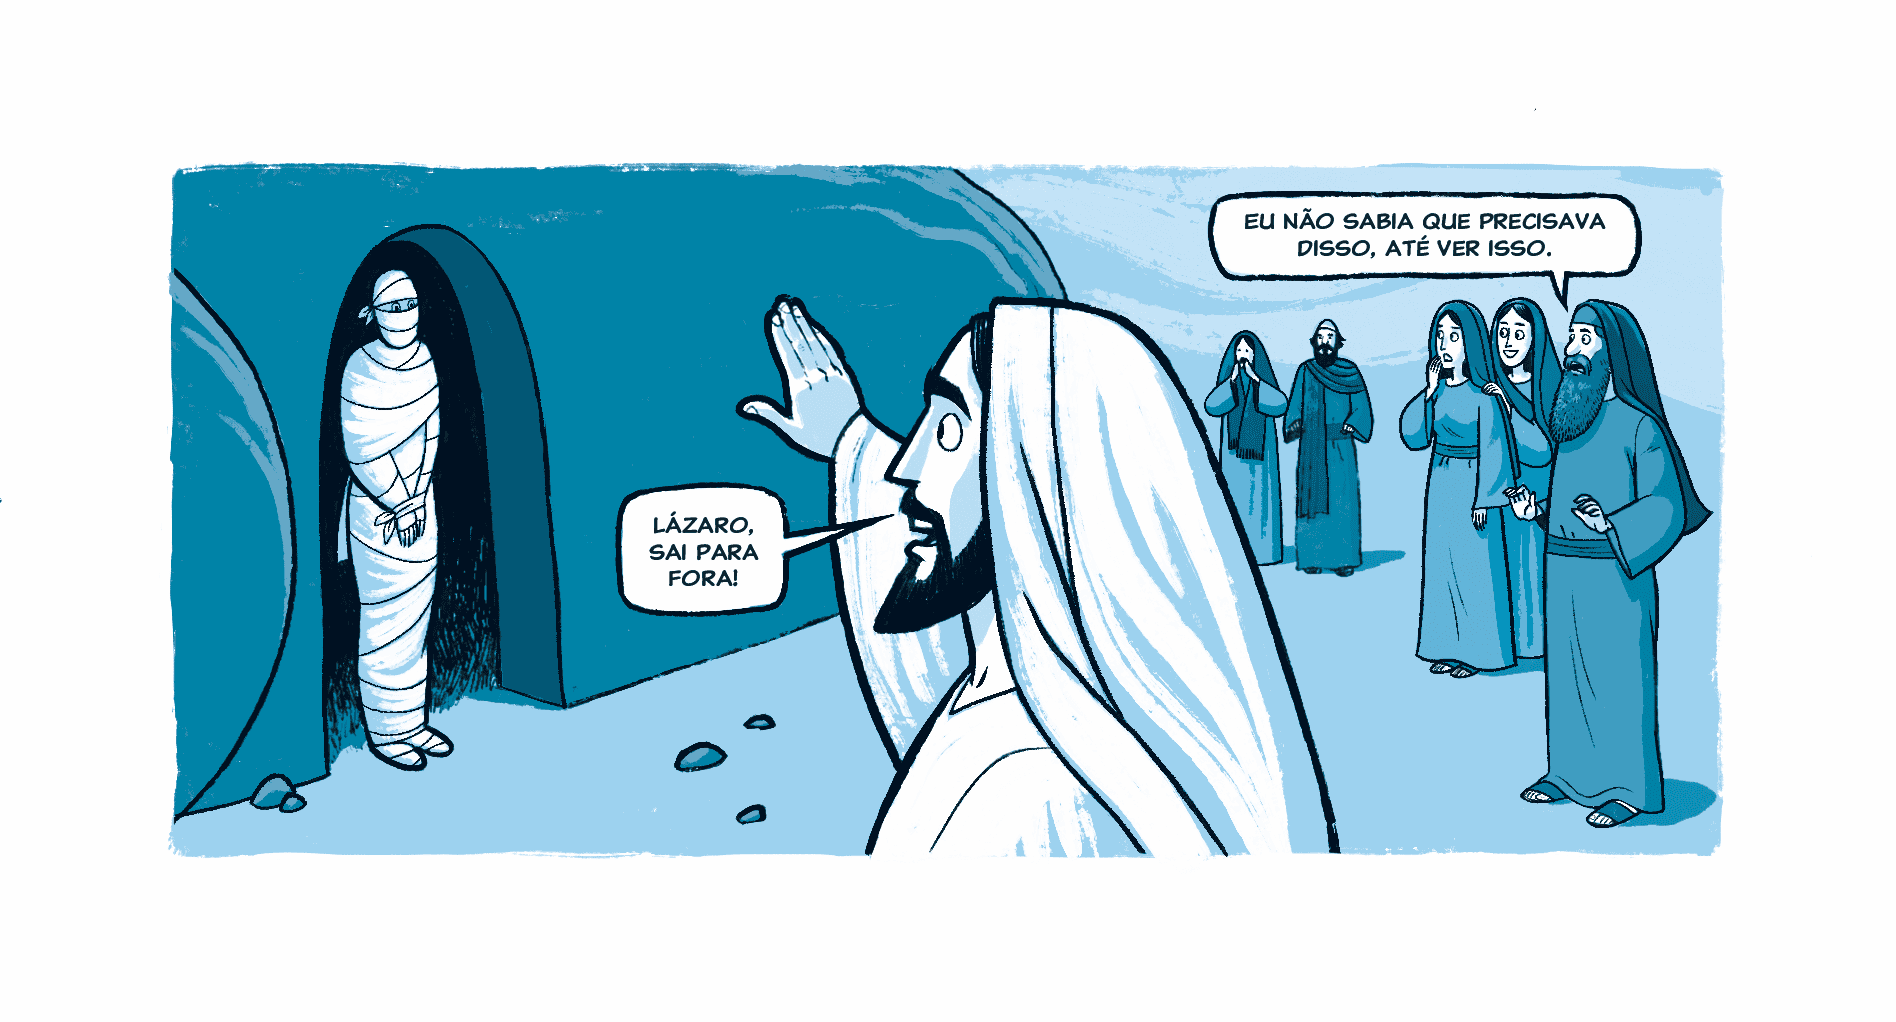 LÁZARO,
SAI PARA
FORA!
EU NÃO SABIA QUE PRECISAVA
DISSO, ATÉ VER ISSO.